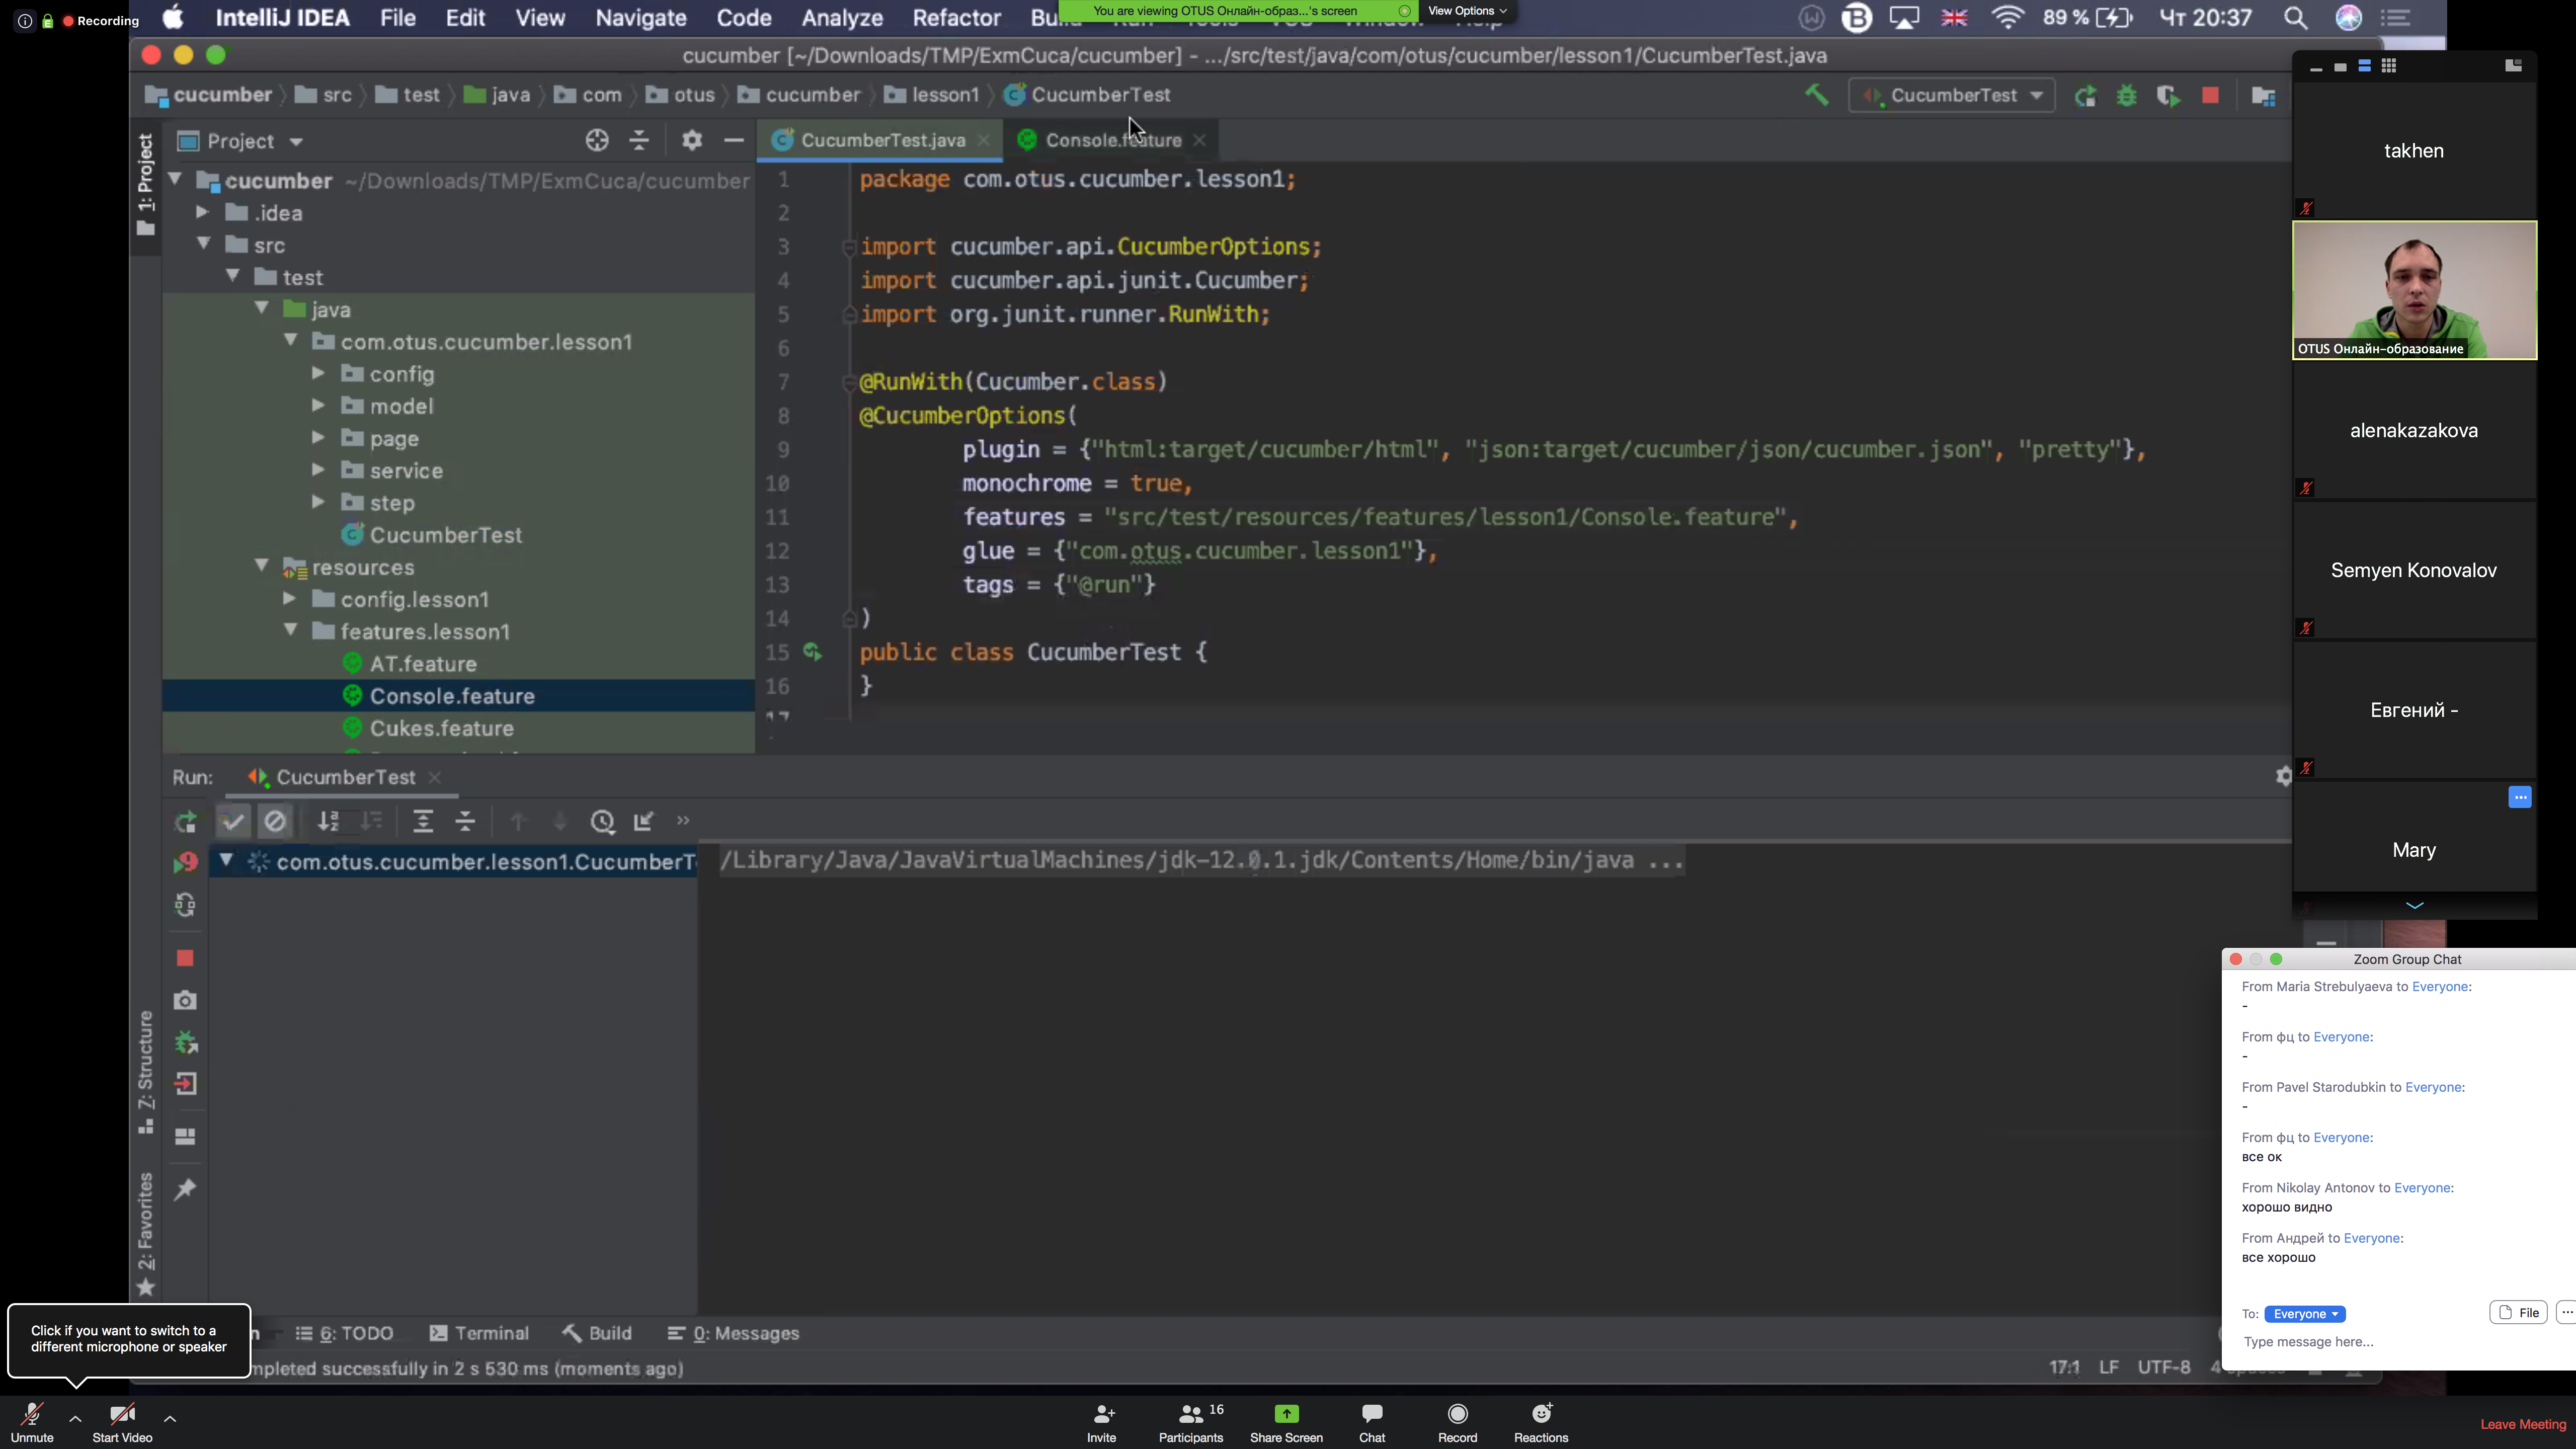 Recording
IntelliJ IDEA File Edit View Navigate Code Analyze Refactor
You are viewing OTUS Онлайн-образ...'s screen
View Options
89 % Чт 20:37
cucumber [~/Downloads/TMP/ExmCuca/cucumber] - .../src/test/java/com/otus/cucumber/lesson1/CucumberTest.java
cucumber src test java com otus cucumber lesson1 CucumberTest
CucumberTest
1: Project
Project
CucumberTest.java
Console.feature
cucumber ~/Downloads/TMP/ExmCuca/cucumber
.idea
src
test
java
com.otus.cucumber.lesson1
config
model
page
service
step
CucumberTest
resources
config.lesson1
features.lesson1
AT.feature
Console.feature
Cukes.feature
1 package com.otus.cucumber.lesson1;
2
3 import cucumber.api.CucumberOptions;
4 import cucumber.api.junit.Cucumber;
5 import org.junit.runner.RunWith;
6
7 @RunWith(Cucumber.class)
8 @CucumberOptions(
9 plugin = {"html:target/cucumber/html", "json:target/cucumber/json/cucumber.json", "pretty"},
10 monochrome = true,
11 features = "src/test/resources/features/lesson1/Console.feature",
12 glue = {"com.otus.cucumber.lesson1"},
13 tags = {"@run"}
14 )
15 public class CucumberTest {
16 }
17
Run: CucumberTest
com.otus.cucumber.lesson1.CucumberT
/Library/Java/JavaVirtualMachines/jdk-12.0.1.jdk/Contents/Home/bin/java ...
Z: Structure
2: Favorites
6: TODO Terminal Build 0: Messages
mpleted successfully in 2 s 530 ms (moments ago)
17:1 LF UTF-8
takhen
OTUS Онлайн-образование
alenakazakova
Semyen Konovalov
Евгений -
Mary
Zoom Group Chat
From Maria Strebulyaeva to Everyone:
-
From фц to Everyone:
-
From Pavel Starodubkin to Everyone:
-
From фц to Everyone:
все ок
From Nikolay Antonov to Everyone:
хорошо видно
From Андрей to Everyone:
все хорошо
To: Everyone
File
Type message here...
Click if you want to switch to a
different microphone or speaker
Unmute
Start Video
Invite
Participants 16
Share Screen
Chat
Record
Reactions
Leave Meeting